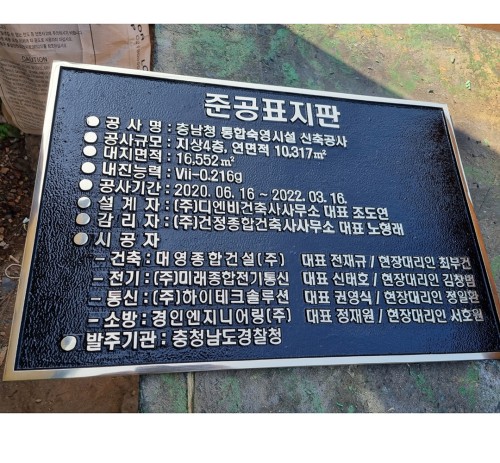 CAUTION
준공표지판
공 사 명 : 충남청 통합숙영시설 신축공사
공사규모 : 지상4층, 연면적 10,317㎡
대지면적 : 16,552㎡
내진능력 : Vii-0.216g
공사기간 : 2020. 06. 16 ~ 2022. 03. 16.
설 계 자 : (주)디엔비건축사사무소 대표 조도연
감 리 자 : (주)건정종합건축사사무소 대표 노형래
시 공 자
- 건축 : 대영종합건설(주) 대표 전재규 / 현장대리인 최부건
- 전기 : (주)미래종합전기통신 대표 신태호 / 현장대리인 김창범
- 통신 : (주)하이테크솔루션 대표 권영식 / 현장대리인 정일환
- 소방 : 경인엔지니어링(주) 대표 정재원 / 현장대리인 서호원
발주기관 : 충청남도경찰청